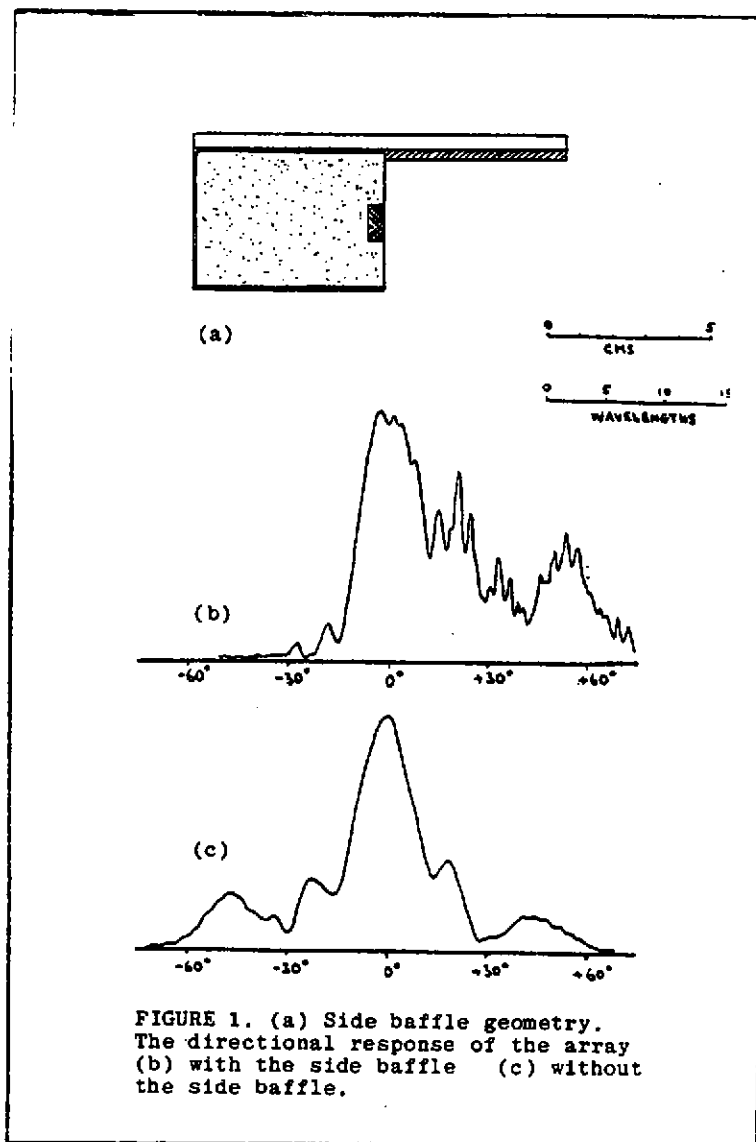 (a)
0 5
CMS
0 5 10 15
WAVELENGTHS
(b)
-60° -30° 0° +30° +60°
(c)
-60° -30° 0° +30° +60°
FIGURE 1. (a) Side baffle geometry.
The directional response of the array
(b) with the side baffle (c) without
the side baffle.